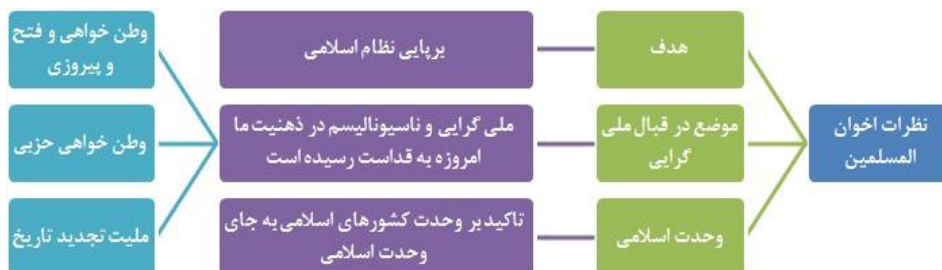 نظرات اخوان
المسلمین
هدف
برپایی نظام اسلامی
موضع در قبال ملی
گرایی
ملی گرایی و ناسیونالیسم در ذهنیت ما
امروزه به قداست رسیده است
وحدت اسلامی
تاکید بر وحدت کشورهای اسلامی به جای
وحدت اسلامی
وطن خواهی و فتح
و پیروزی
وطن خواهی حزبی
ملیت تجدید تاریخ